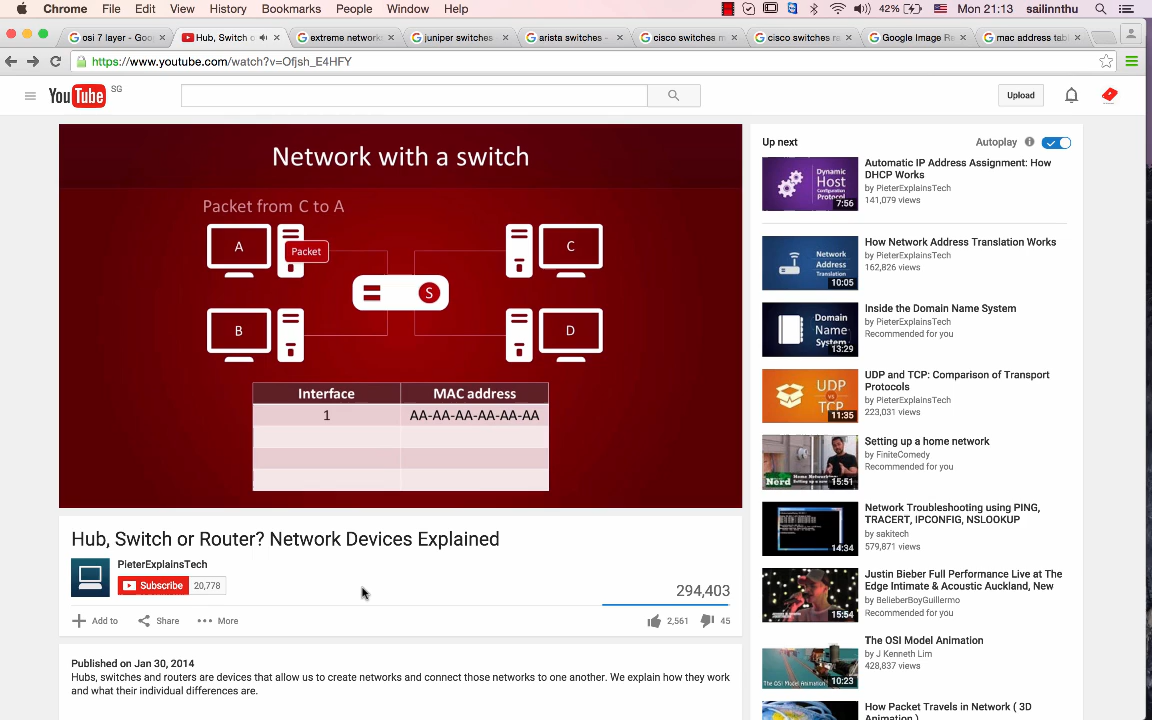 Chrome File Edit View History Bookmarks People Window Help 42% Mon 21:13 sailinnthu
osi 7 layer - Goo Hub, Switch o extreme network juniper switches arista switches - cisco switches m cisco switches ra Google Image Re mac address tab
https://www.youtube.com/watch?v=Ofjsh_E4HFY
YouTube SG Upload
Network with a switch
Packet from C to A
A Packet C
S
B D
Interface MAC address
1 AA-AA-AA-AA-AA-AA
Hub, Switch or Router? Network Devices Explained
PieterExplainsTech
Subscribe 20,778
294,403
Add to Share More 2,561 45
Published on Jan 30, 2014
Hubs, switches and routers are devices that allow us to create networks and connect those networks to one another. We explain how they work
and what their individual differences are.
Up next Autoplay
Dynamic
Host
Configuration
Protocol
7:56
Automatic IP Address Assignment: How
DHCP Works
by PieterExplainsTech
141,079 views
Network
Address
Translation
10:05
How Network Address Translation Works
by PieterExplainsTech
162,826 views
Domain
Name
System
13:29
Inside the Domain Name System
by PieterExplainsTech
Recommended for you
UDP
vs
TCP
11:35
UDP and TCP: Comparison of Transport
Protocols
by PieterExplainsTech
223,031 views
Nerd
15:51
Setting up a home network
by FiniteComedy
Recommended for you
14:34
Network Troubleshooting using PING,
TRACERT, IPCONFIG, NSLOOKUP
by sakitech
579,871 views
15:54
Justin Bieber Full Performance Live at The
Edge Intimate & Acoustic Auckland, New
by BelieberBoyGuillermo
Recommended for you
10:23
The OSI Model Animation
by J Kenneth Lim
428,837 views
How Packet Travels in Network ( 3D
Animation )